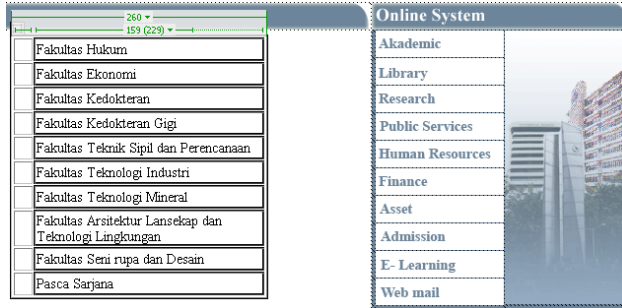 260
159 (229)
Fakultas Hukum
Fakultas Ekonomi
Fakultas Kedokteran
Fakultas Kedokteran Gigi
Fakultas Teknik Sipil dan Perencanaan
Fakultas Teknologi Industri
Fakultas Teknologi Mineral
Fakultas Arsitektur Lansekap dan
Teknologi Lingkungan
Fakultas Seni rupa dan Desain
Pasca Sarjana
Online System
Akademic
Library
Research
Public Services
Human Resources
Finance
Asset
Admission
E- Learning
Web mail